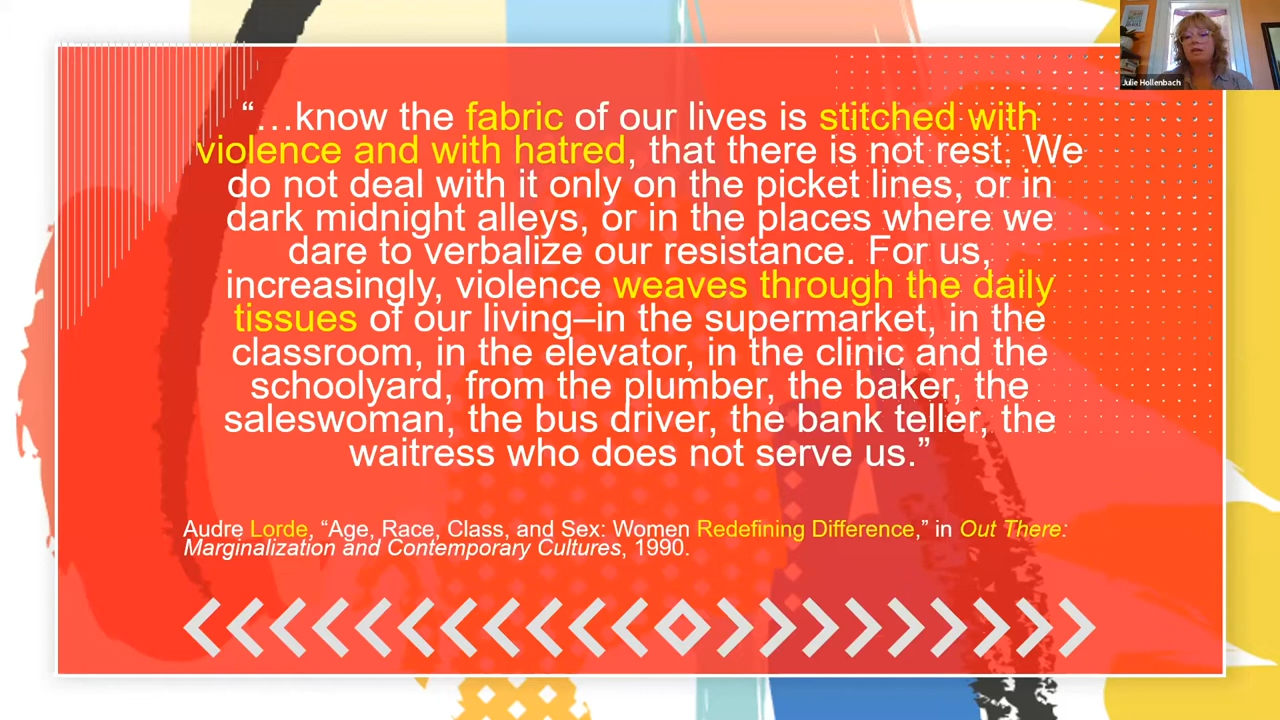 “…know the fabric of our lives is stitched with
violence and with hatred, that there is not rest. We
do not deal with it only on the picket lines, or in
dark midnight alleys, or in the places where we
dare to verbalize our resistance. For us,
increasingly, violence weaves through the daily
tissues of our living–in the supermarket, in the
classroom, in the elevator, in the clinic and the
schoolyard, from the plumber, the baker, the
saleswoman, the bus driver, the bank teller, the
waitress who does not serve us.”
Audre Lorde, “Age, Race, Class, and Sex: Women Redefining Difference,” in Out There:
Marginalization and Contemporary Cultures, 1990.
Julie Hollenbach